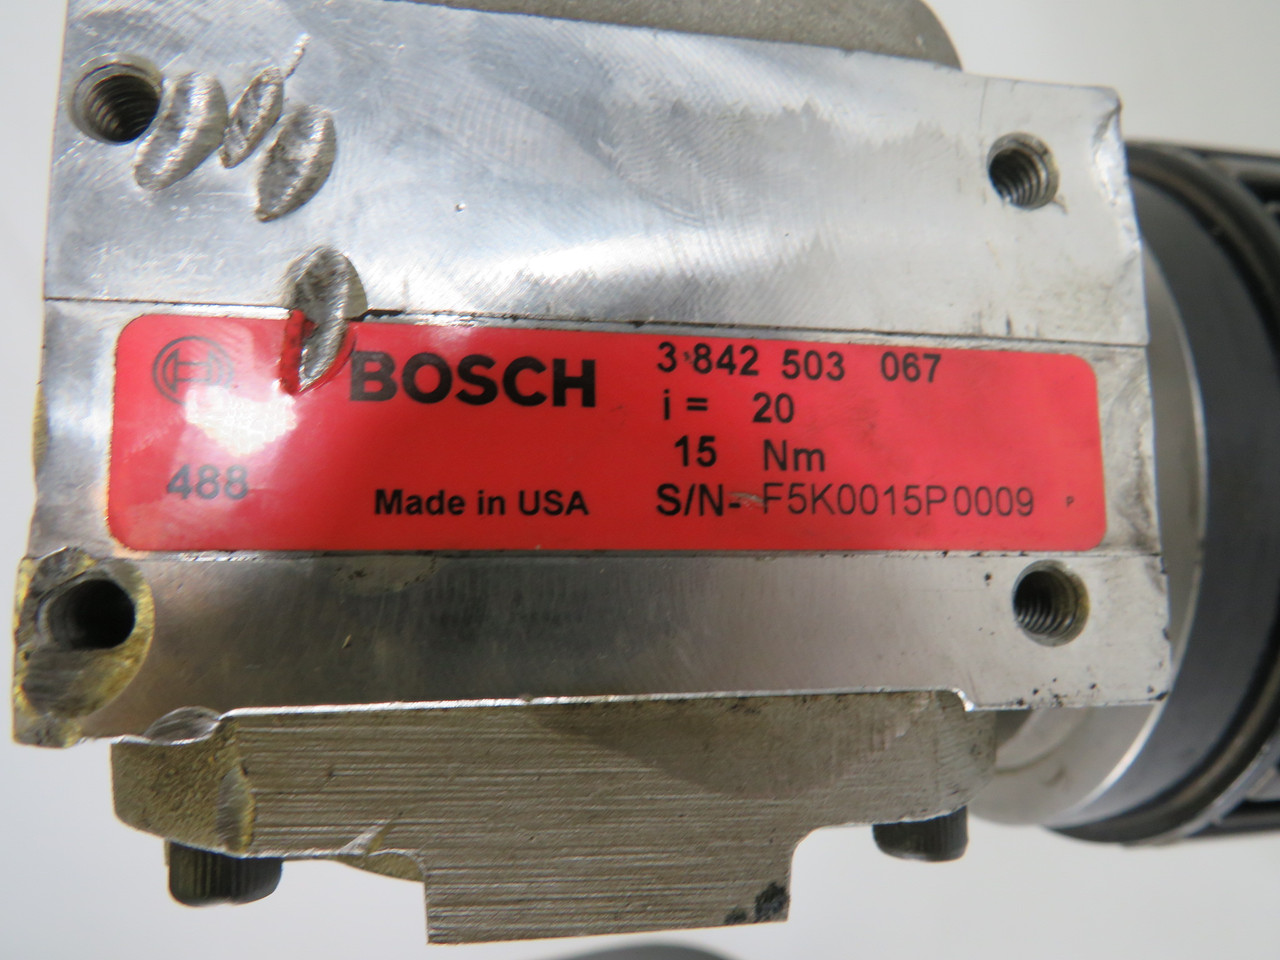 BOSCH
3 842 503 067
i = 20
15 Nm
488
Made in USA
S/N- F5K0015P0009
P